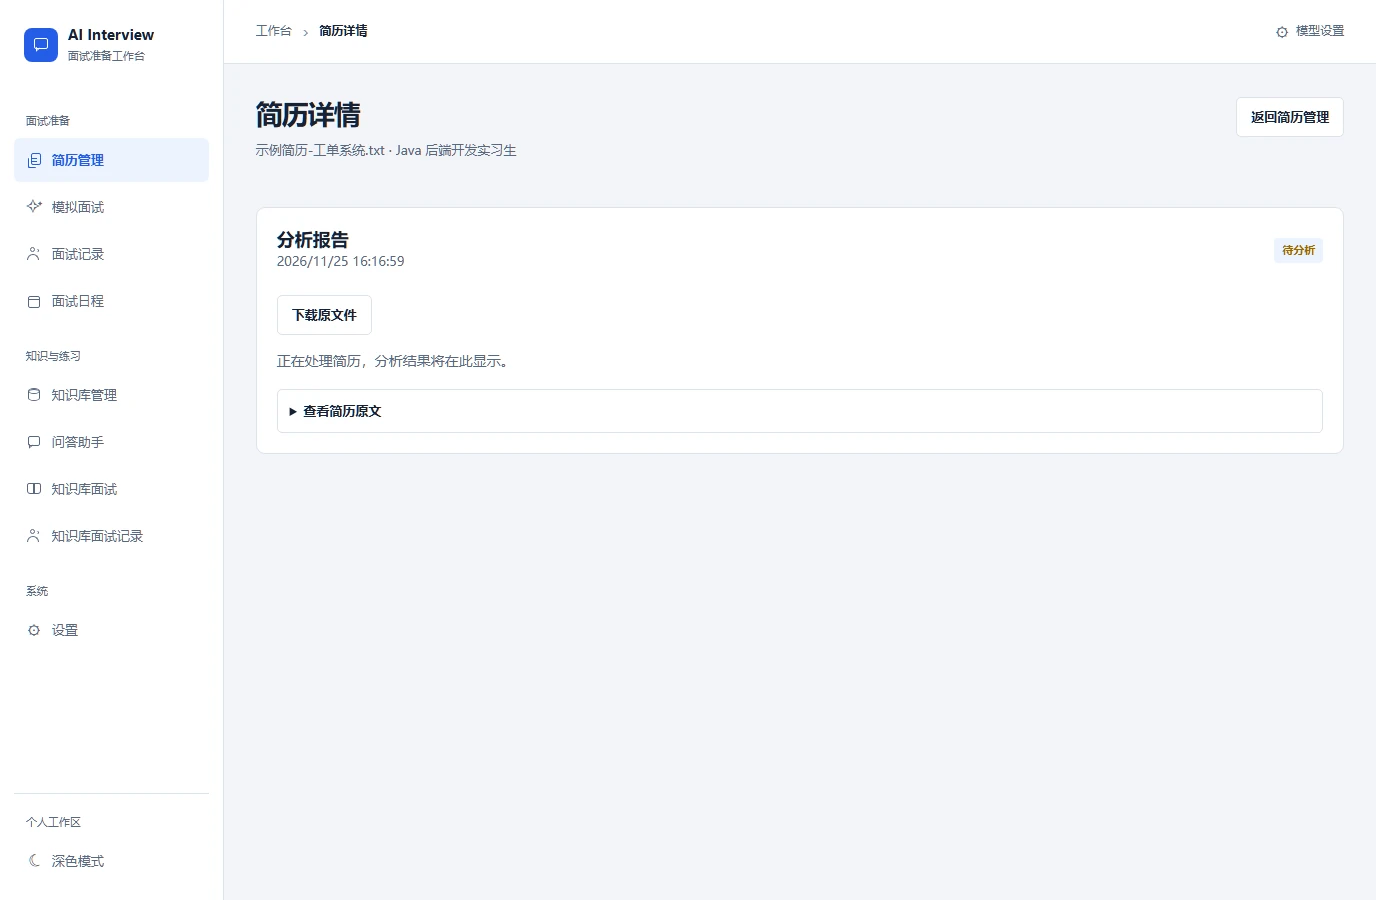 AI Interview
面试准备工作台
面试准备
简历管理
模拟面试
面试记录
面试日程
知识与练习
知识库管理
问答助手
知识库面试
知识库面试记录
系统
设置
个人工作区
深色模式
工作台 › 简历详情
模型设置
简历详情
示例简历-工单系统.txt · Java 后端开发实习生
返回简历管理
分析报告
2026/11/25 16:16:59
待分析
下载原文件
正在处理简历，分析结果将在此显示。
▶ 查看简历原文